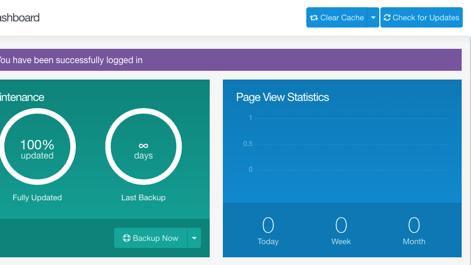 ashboard
Clear Cache
Check for Updates
You have been successfully logged in
intenance
Page View Statistics
100%
updated
∞
days
1
0.5
0
Fully Updated
Last Backup
0
0
0
Today
Week
Month
Backup Now